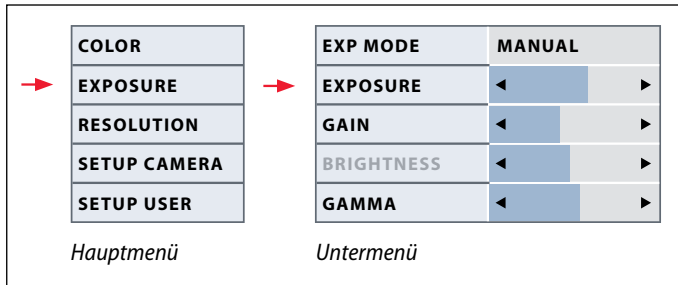 COLOR
EXPOSURE
RESOLUTION
SETUP CAMERA
SETUP USER
Hauptmenü
EXP MODE MANUAL
EXPOSURE
GAIN
BRIGHTNESS
GAMMA
Untermenü